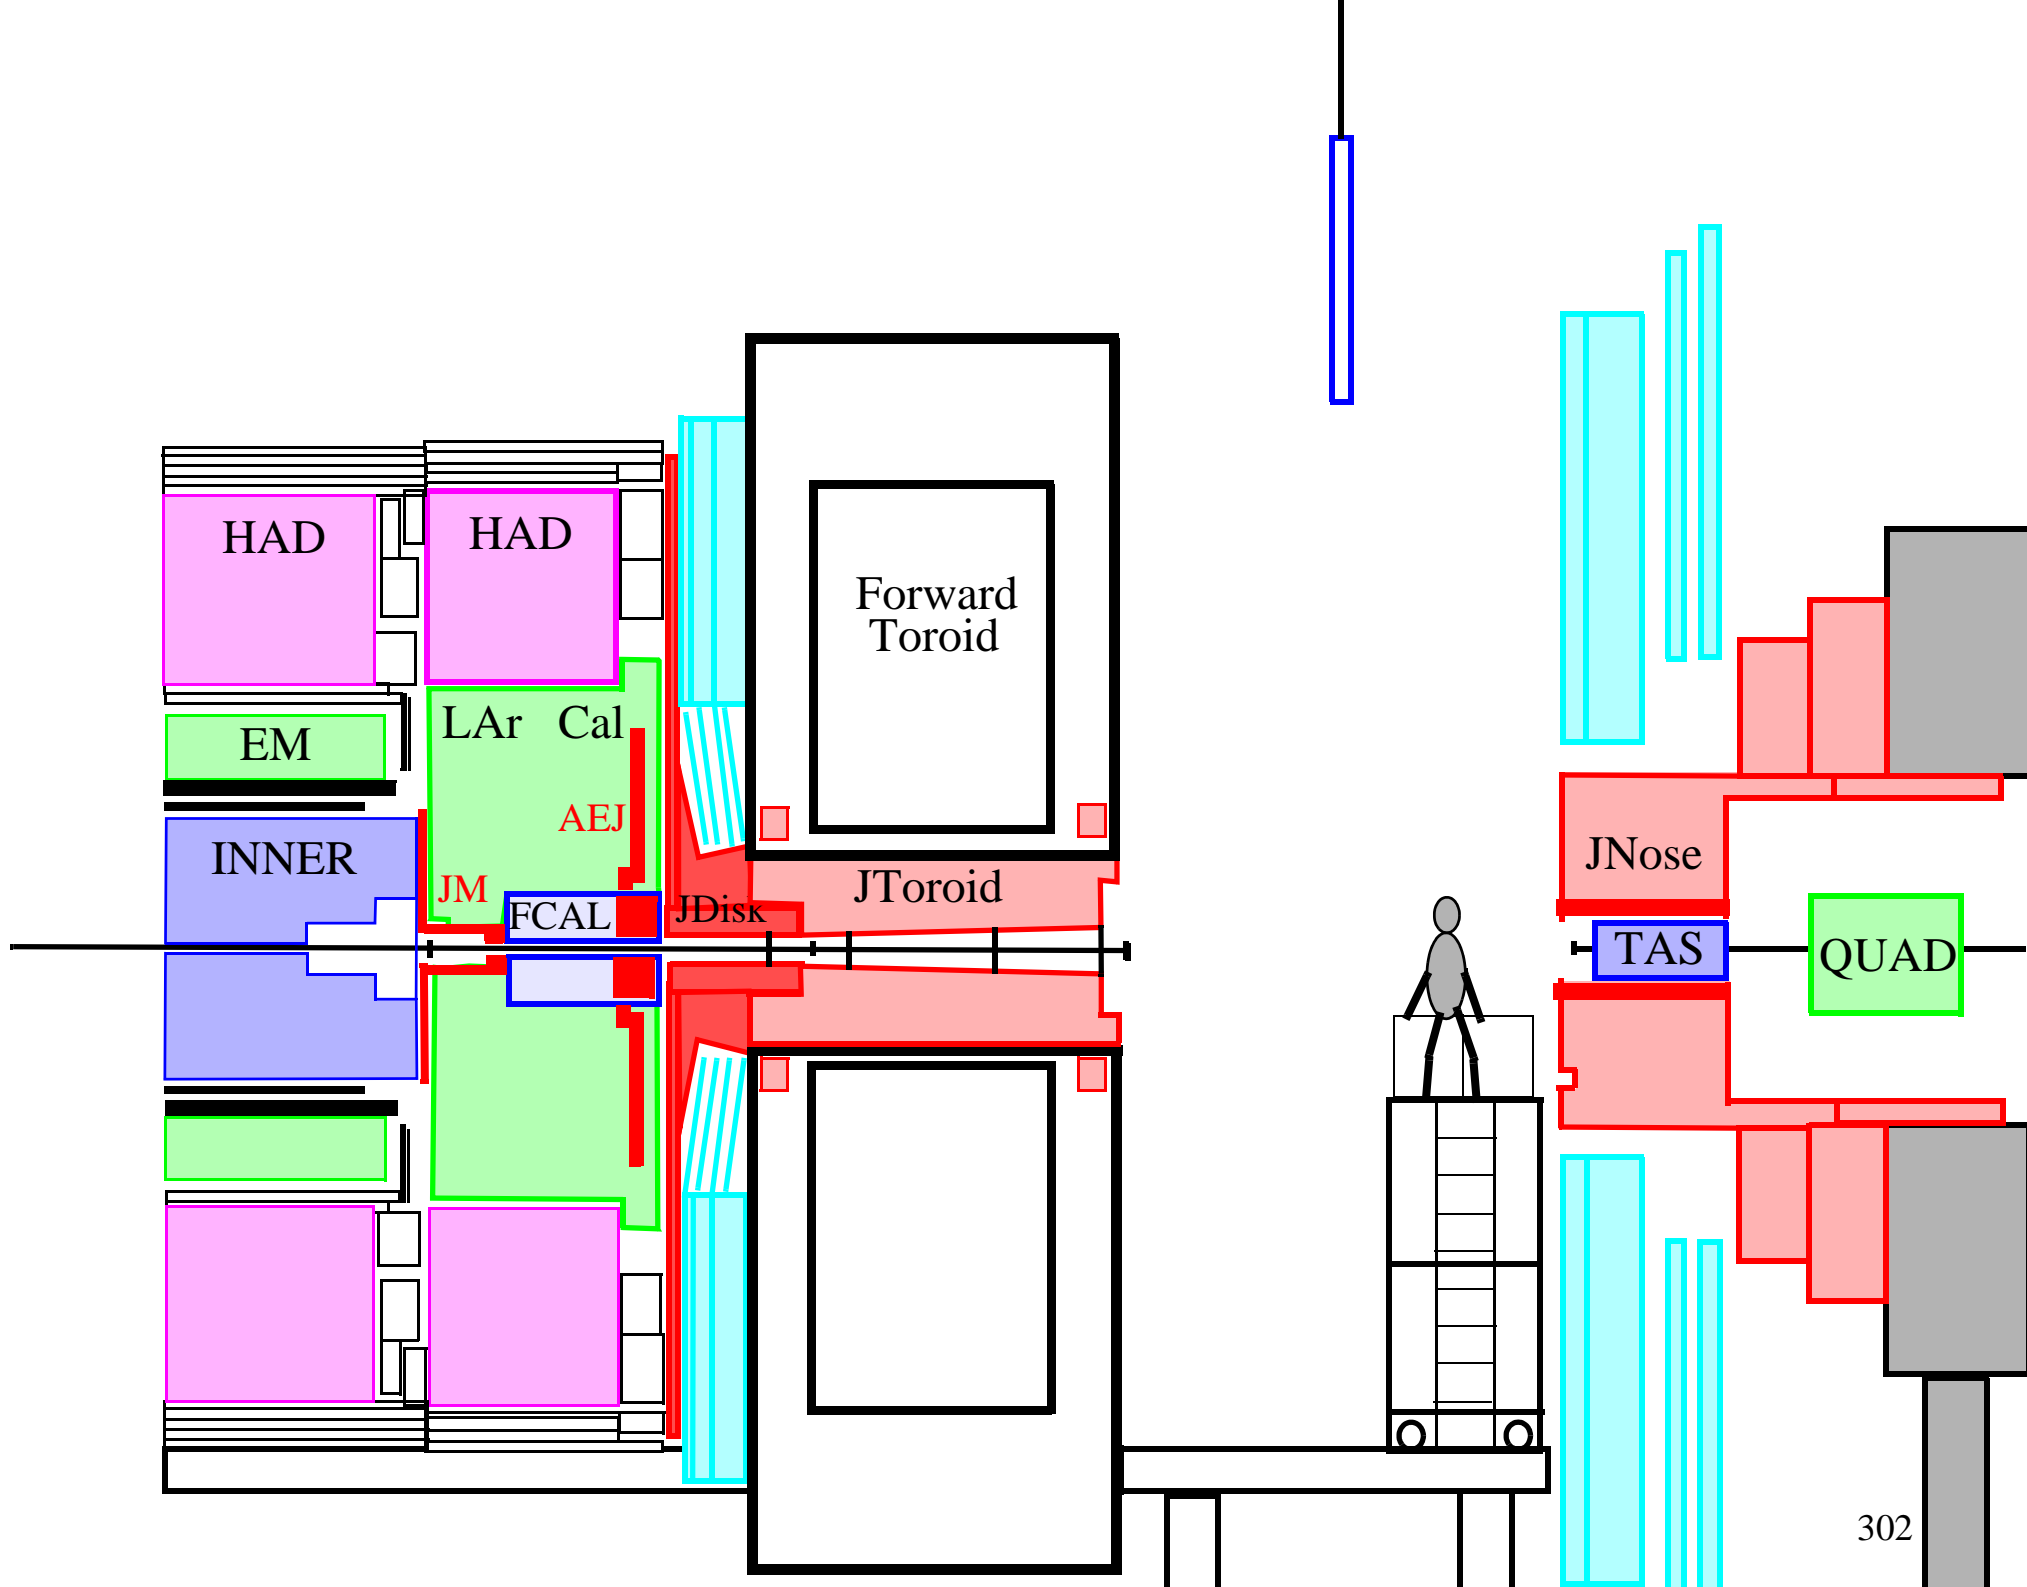 HAD
HAD
Forward
Toroid
LAr Cal
EM
AEJ
INNER
JM
FCAL
JDisk
JToroid
JNose
TAS
QUAD
302